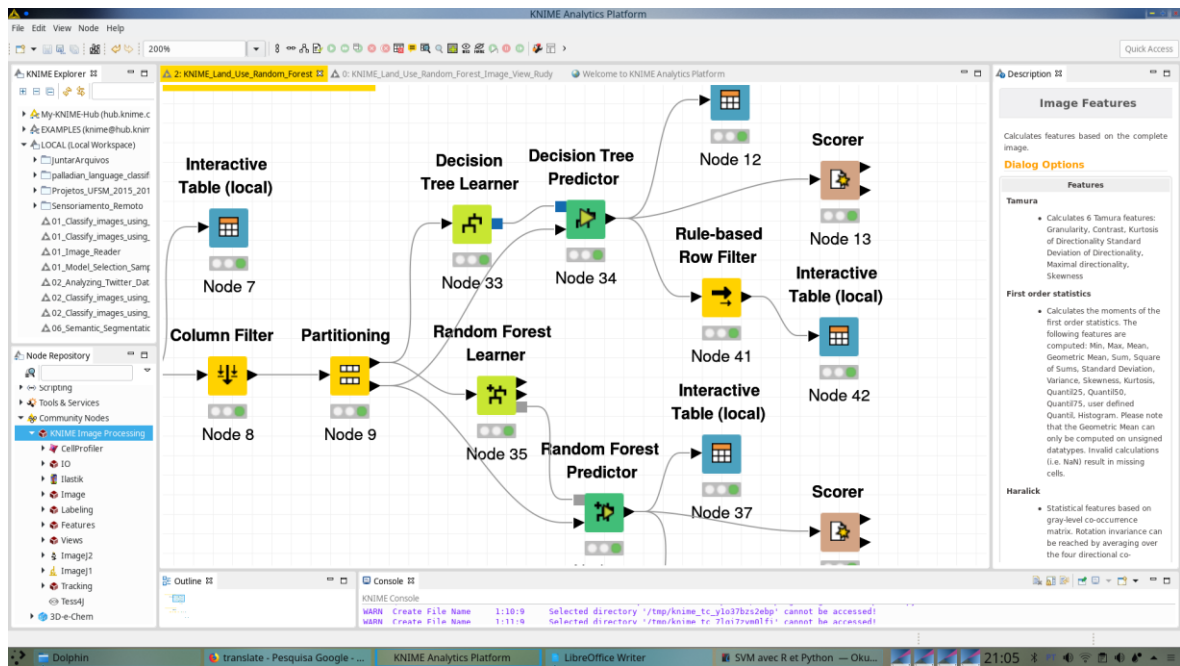 KNIME Analytics Platform
File Edit View Node Help
200%
Quick Access
KNIME Explorer
My-KNIME-Hub (hub.knime.c
EXAMPLES (knime@hub.knim
LOCAL (Local Workspace)
JuntarArquivos
palladian_language_classif
Projetos_UFSM_2015_201
Sensoriamento_Remoto
01_Classify_images_using_
01_Classify_images_using_
01_Image_Reader
01_Model_Selection_Samp
02_Analyzing_Twitter_Dat
02_Classify_images_using_
02_Classify_images_using_
06_Semantic_Segmentatic
Node Repository
Scripting
Tools & Services
Community Nodes
KNIME Image Processing
CellProfiler
IO
Ilastik
Image
Labeling
Features
Views
ImageJ2
ImageJ1
Tracking
Tess4J
3D-e-Chem
2: KNIME_Land_Use_Random_Forest
0: KNIME_Land_Use_Random_Forest_Image_View_Rudy
Welcome to KNIME Analytics Platform
Interactive
Table (local)
Node 7
Column Filter
Node 8
Partitioning
Node 9
Decision
Tree Learner
Node 33
Decision Tree
Predictor
Node 34
Random Forest
Learner
Node 35
Random Forest
Predictor
Node 12
Scorer
Node 13
Rule-based
Row Filter
Node 41
Interactive
Table (local)
Node 42
Interactive
Table (local)
Node 37
Scorer
Description
Image Features
Calculates features based on the complete
image.
Dialog Options
Features
Tamura
• Calculates 6 Tamura features:
Granularity, Contrast, Kurtosis
of Directionality Standard
Deviation of Directionality,
Maximal directionality,
Skewness
First order statistics
• Calculates the moments of the
first order statistics. The
following features are
computed: Min, Max, Mean,
Geometric Mean, Sum, Square
of Sums, Standard Deviation,
Variance, Skewness, Kurtosis,
Quantil25, Quantil50,
Quantil75, user defined
Quantil, Histogram. Please note
that the Geometric Mean can
only be computed on unsigned
datatypes. Invalid calculations
(i.e. NaN) result in missing
cells.
Haralick
• Statistical features based on
gray-level co-occurrence
matrix. Rotation invariance can
be reached by averaging over
the four directional co-
Outline
Console
KNIME Console
WARN Create File Name 1:10:9 Selected directory '/tmp/knime_tc_y1o37bzs2ebp' cannot be accessed!
WARN Create File Name 1:11:9 Selected directory cannot be accessed!
Dolphin
translate - Pesquisa Google - ...
KNIME Analytics Platform
LibreOffice Writer
SVM avec R et Python — Oku...
21:05